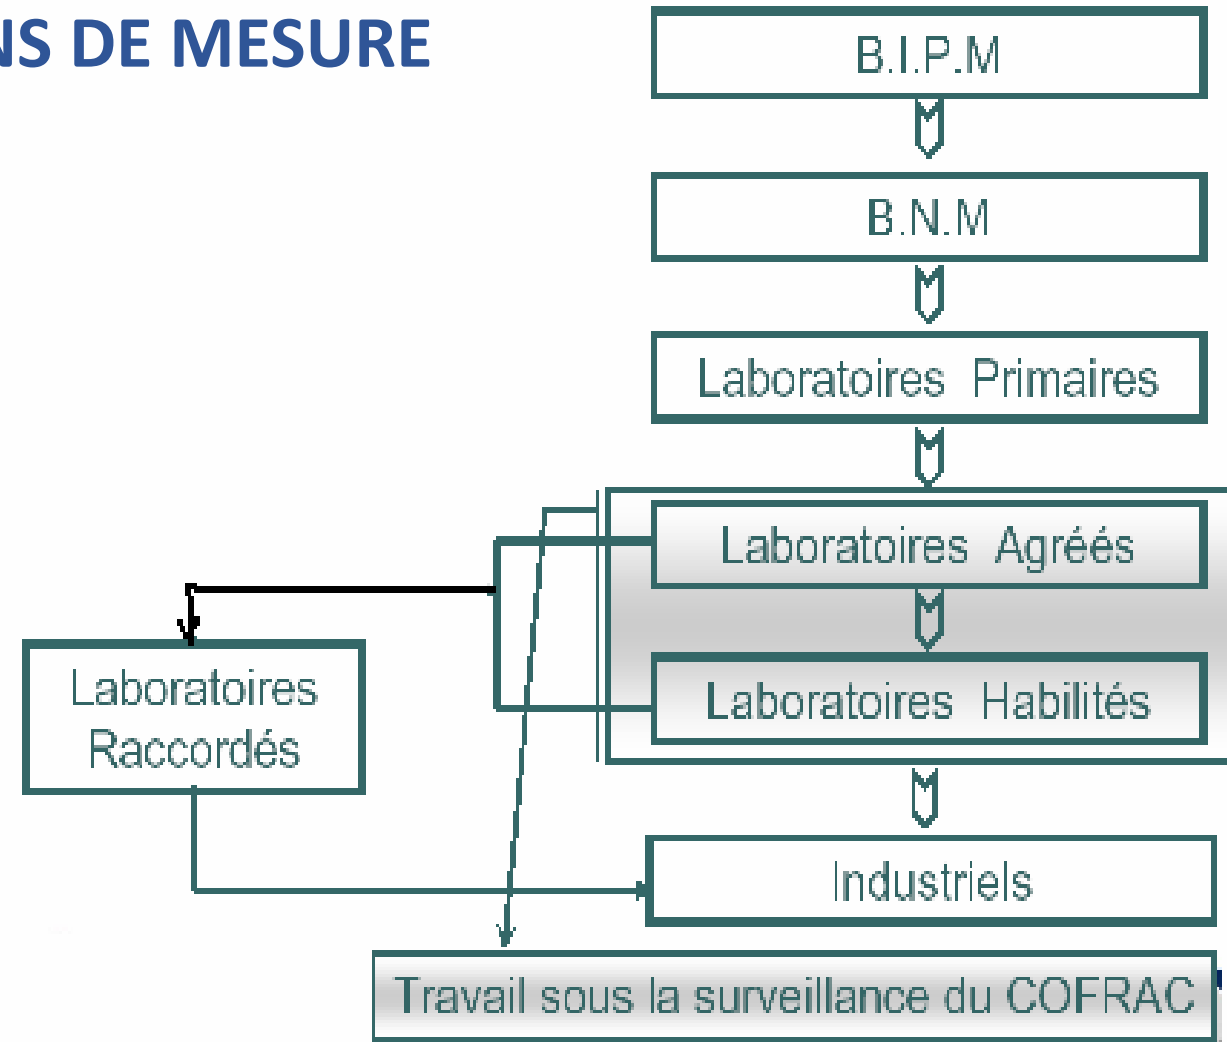 NS DE MESURE
B.I.P.M
B.N.M
Laboratoires Primaires
Laboratoires Agréés
Laboratoires Habilités
Laboratoires
Raccordés
Industriels
Travail sous la surveillance du COFRAC